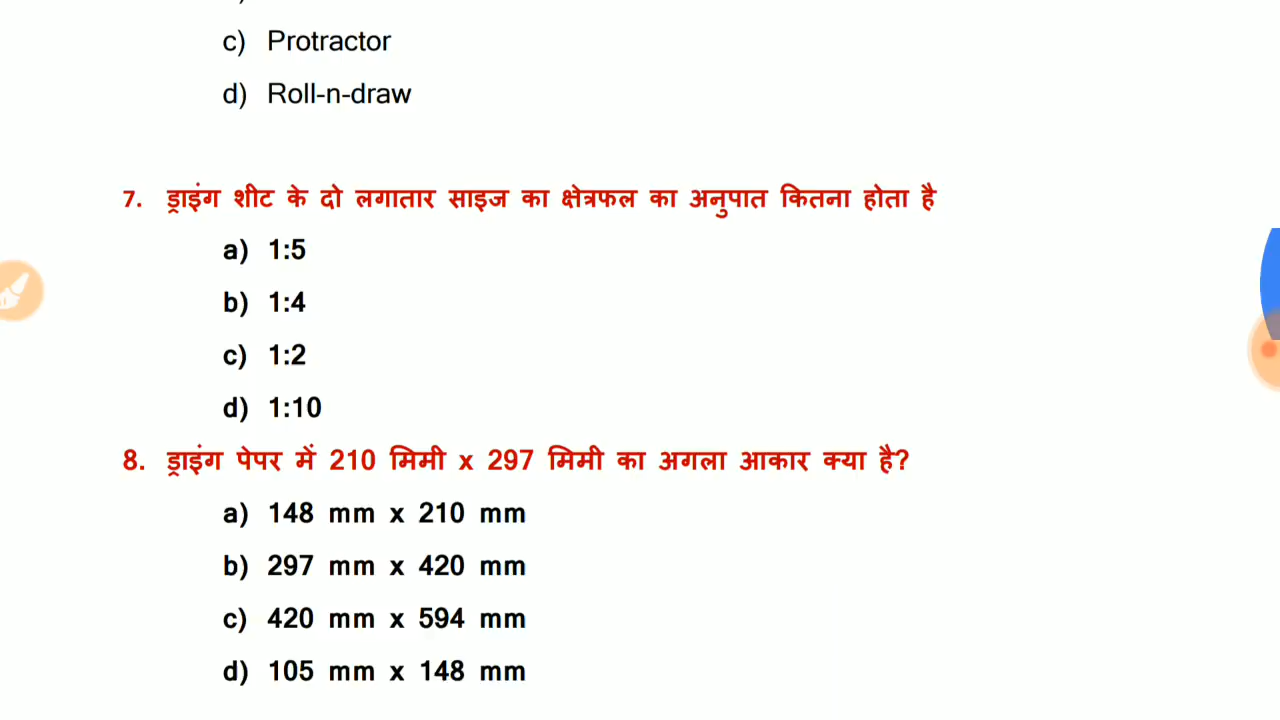 c) Protractor
d) Roll-n-draw
7. ड्राइंग शीट के दो लगातार साइज का क्षेत्रफल का अनुपात कितना होता है
a) 1:5
b) 1:4
c) 1:2
d) 1:10
8. ड्राइंग पेपर में 210 मिमी x 297 मिमी का अगला आकार क्या है?
a) 148 mm x 210 mm
b) 297 mm x 420 mm
c) 420 mm x 594 mm
d) 105 mm x 148 mm